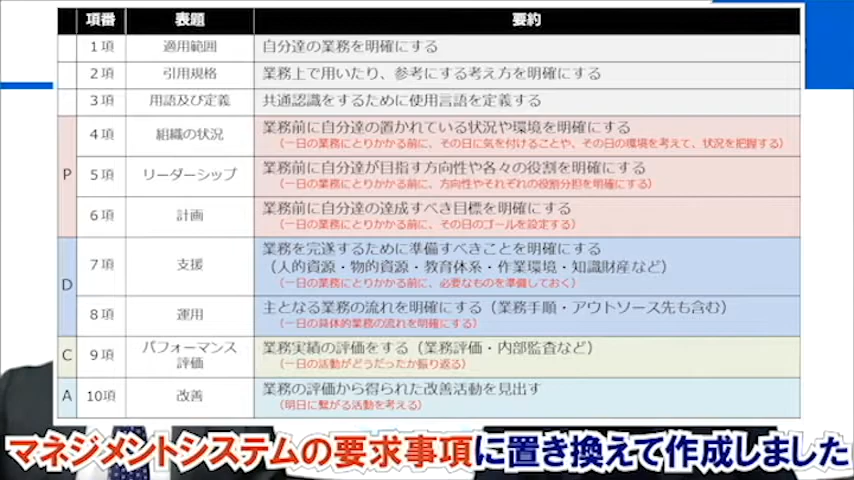 項番 表題 要約
1項 適用範囲 自分達の業務を明確にする
2項 引用規格 業務上で用いたり、参考にする考え方を明確にする
3項 用語及び定義 共通認識をするために使用言語を定義する
P
4項 組織の状況 業務前に自分達の置かれている状況や環境を明確にする
(一日の業務にとりかかる前に、その日に気を付けることや、その日の環境を考えて、状況を把握する)
5項 リーダーシップ 業務前に自分達が目指す方向性や各々の役割を明確にする
(一日の業務にとりかかる前に、方向性やそれぞれの役割分担を明確にする)
6項 計画 業務前に自分達の達成すべき目標を明確にする
(一日の業務にとりかかる前に、その日のゴールを設定する)
D
7項 支援 業務を完遂するために準備すべきことを明確にする
(人的資源・物的資源・教育体系・作業環境・知識財産など)
(一日の業務にとりかかる前に、必要なものを準備しておく)
8項 運用 主となる業務の流れを明確にする(業務手順・アウトソース先も含む)
(一日の具体的業務の流れを明確にする)
C
9項 パフォーマンス評価 業務実績の評価をする(業務評価・内部監査など)
(一日の活動がどうだったか振り返る)
A
10項 改善 業務の評価から得られた改善活動を見出す
(明日に繋がる活動を考える)
マネジメントシステムの要求事項に置き換えて作成しました